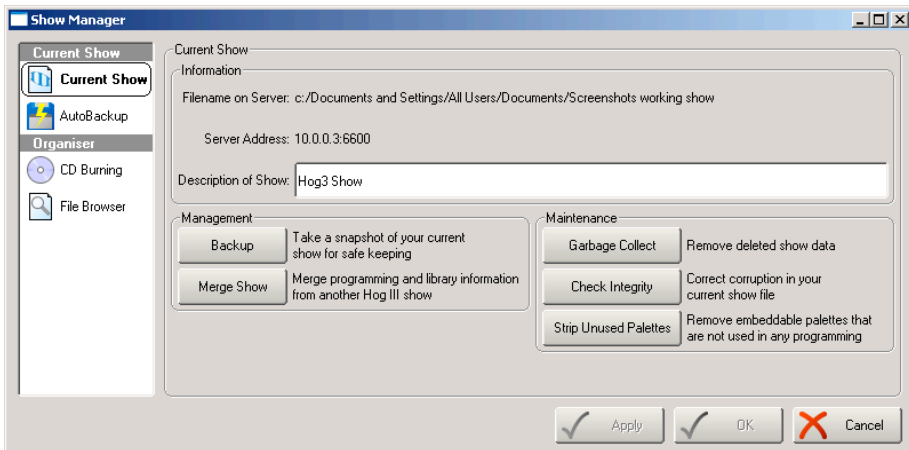 Show Manager
Current Show
Current Show
AutoBackup
Organiser
CD Burning
File Browser
Current Show
Information
Filename on Server: c:/Documents and Settings/All Users/Documents/Screenshots working show
Server Address: 10.0.0.3:6600
Description of Show: Hog3 Show
Management
Backup
Take a snapshot of your current
show for safe keeping
Merge Show
Merge programming and library information
from another Hog III show
Maintenance
Garbage Collect
Remove deleted show data
Check Integrity
Correct corruption in your
current show file
Strip Unused Palettes
Remove embeddable palettes that
are not used in any programming
Apply
OK
Cancel